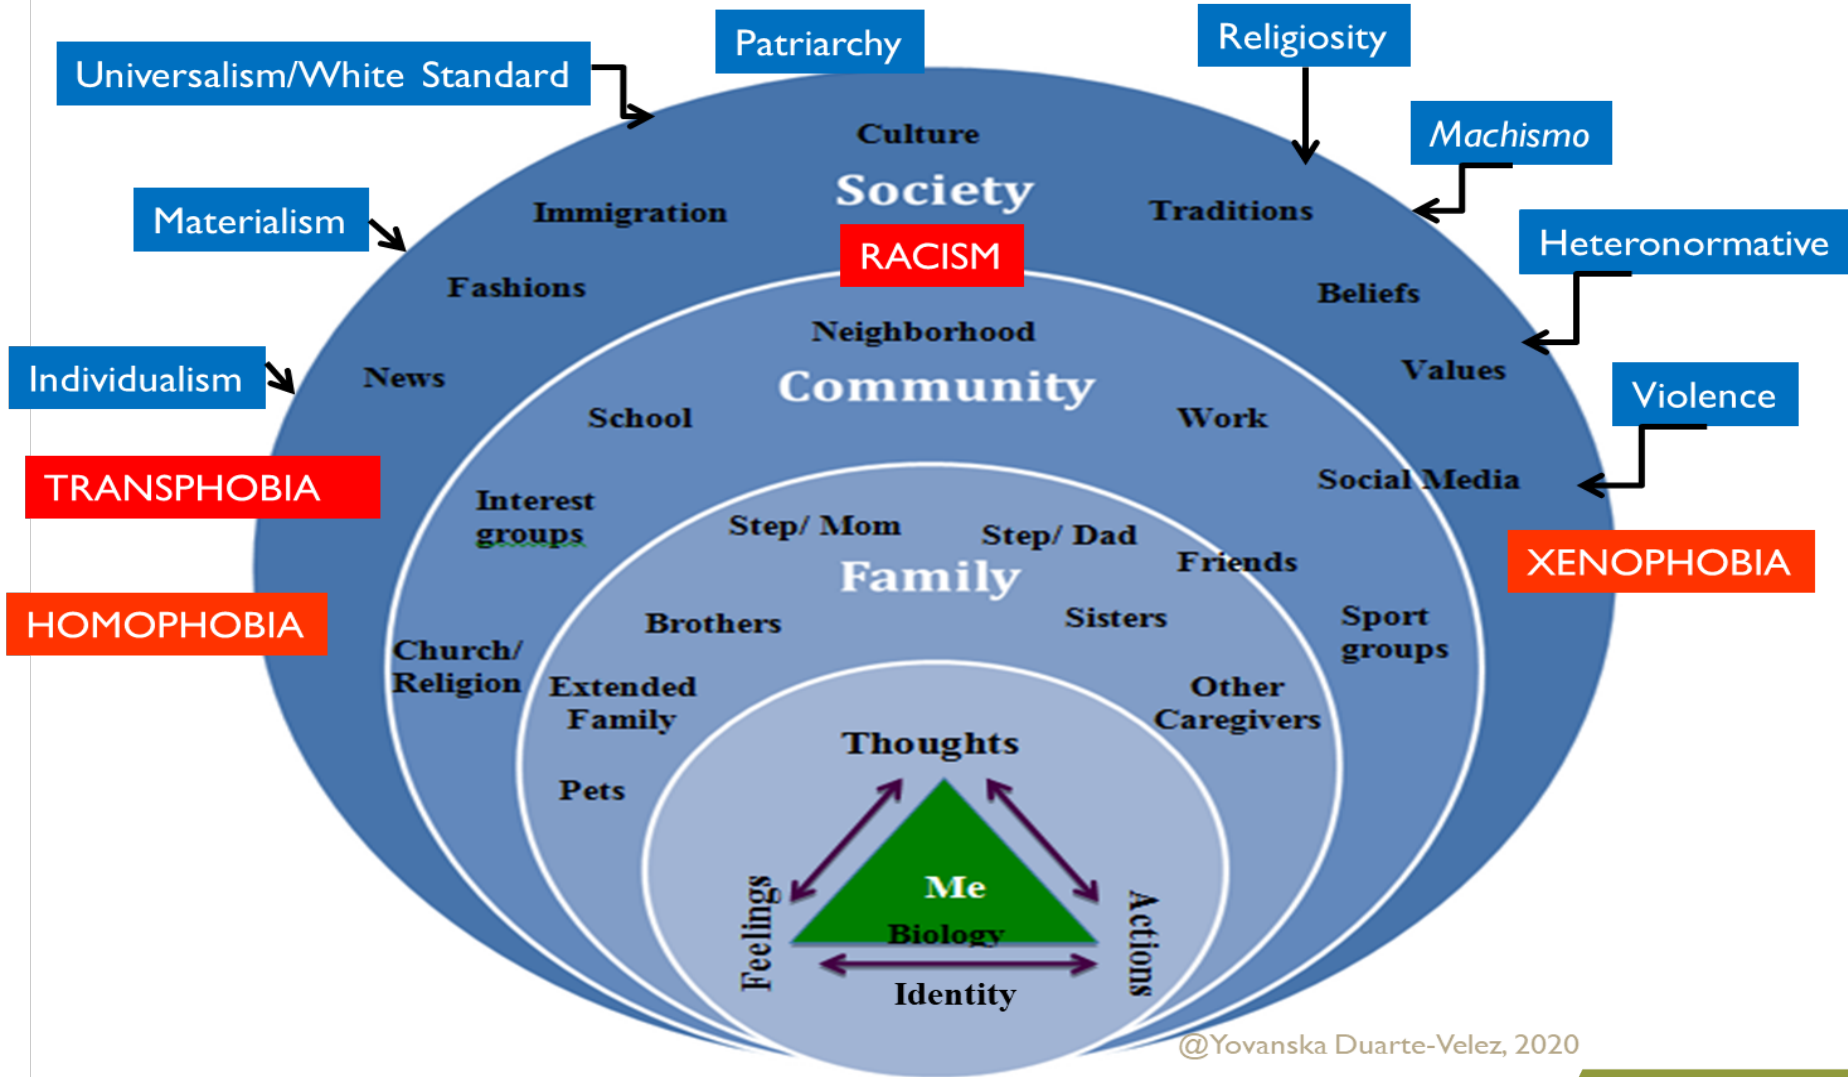 Patriarchy
Religiosity
Universalism/White Standard
Machismo
Culture
Society
Materialism
Immigration
Traditions
Heteronormative
RACISM
Fashions
Beliefs
Neighborhood
Individualism
News
Community
Values
Violence
School
Work
TRANSPHOBIA
Social Media
Interest
groups
Step/ Mom
Step/ Dad
Friends
XENOPHOBIA
Family
HOMOPHOBIA
Brothers
Sisters
Sport
groups
Church/
Religion
Extended
Family
Other
Caregivers
Thoughts
Pets
Me
Feelings
Actions
Biology
Identity
@Yovanska Duarte-Velez, 2020